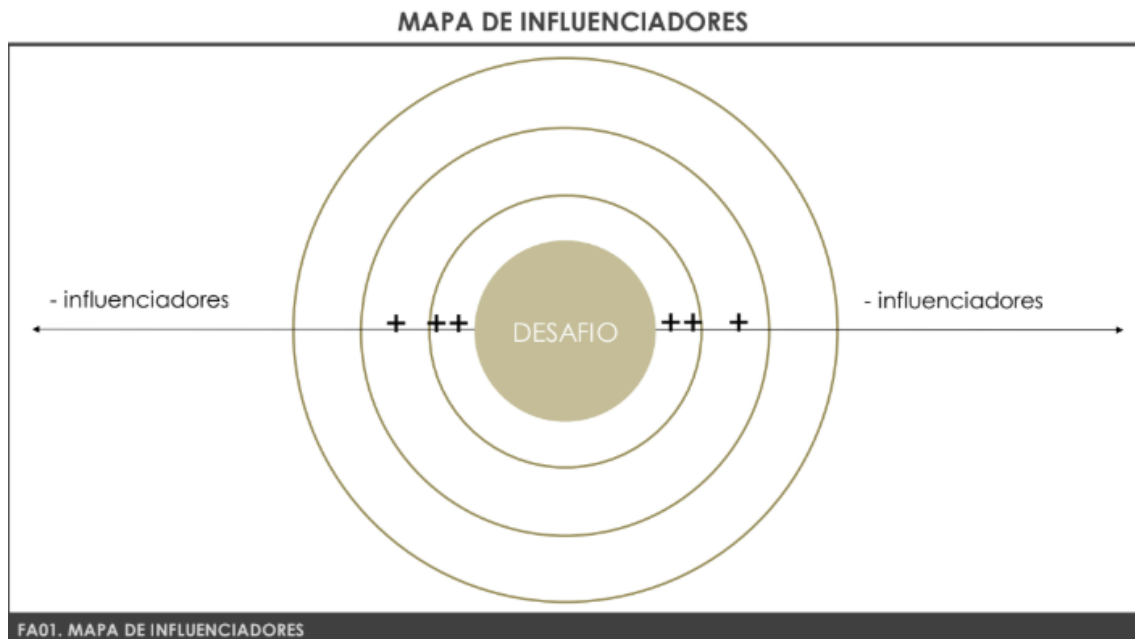 MAPA DE INFLUENCIADORES
- influenciadores
- influenciadores
+ ++ DESAFIO ++ +
FA01. MAPA DE INFLUENCIADORES